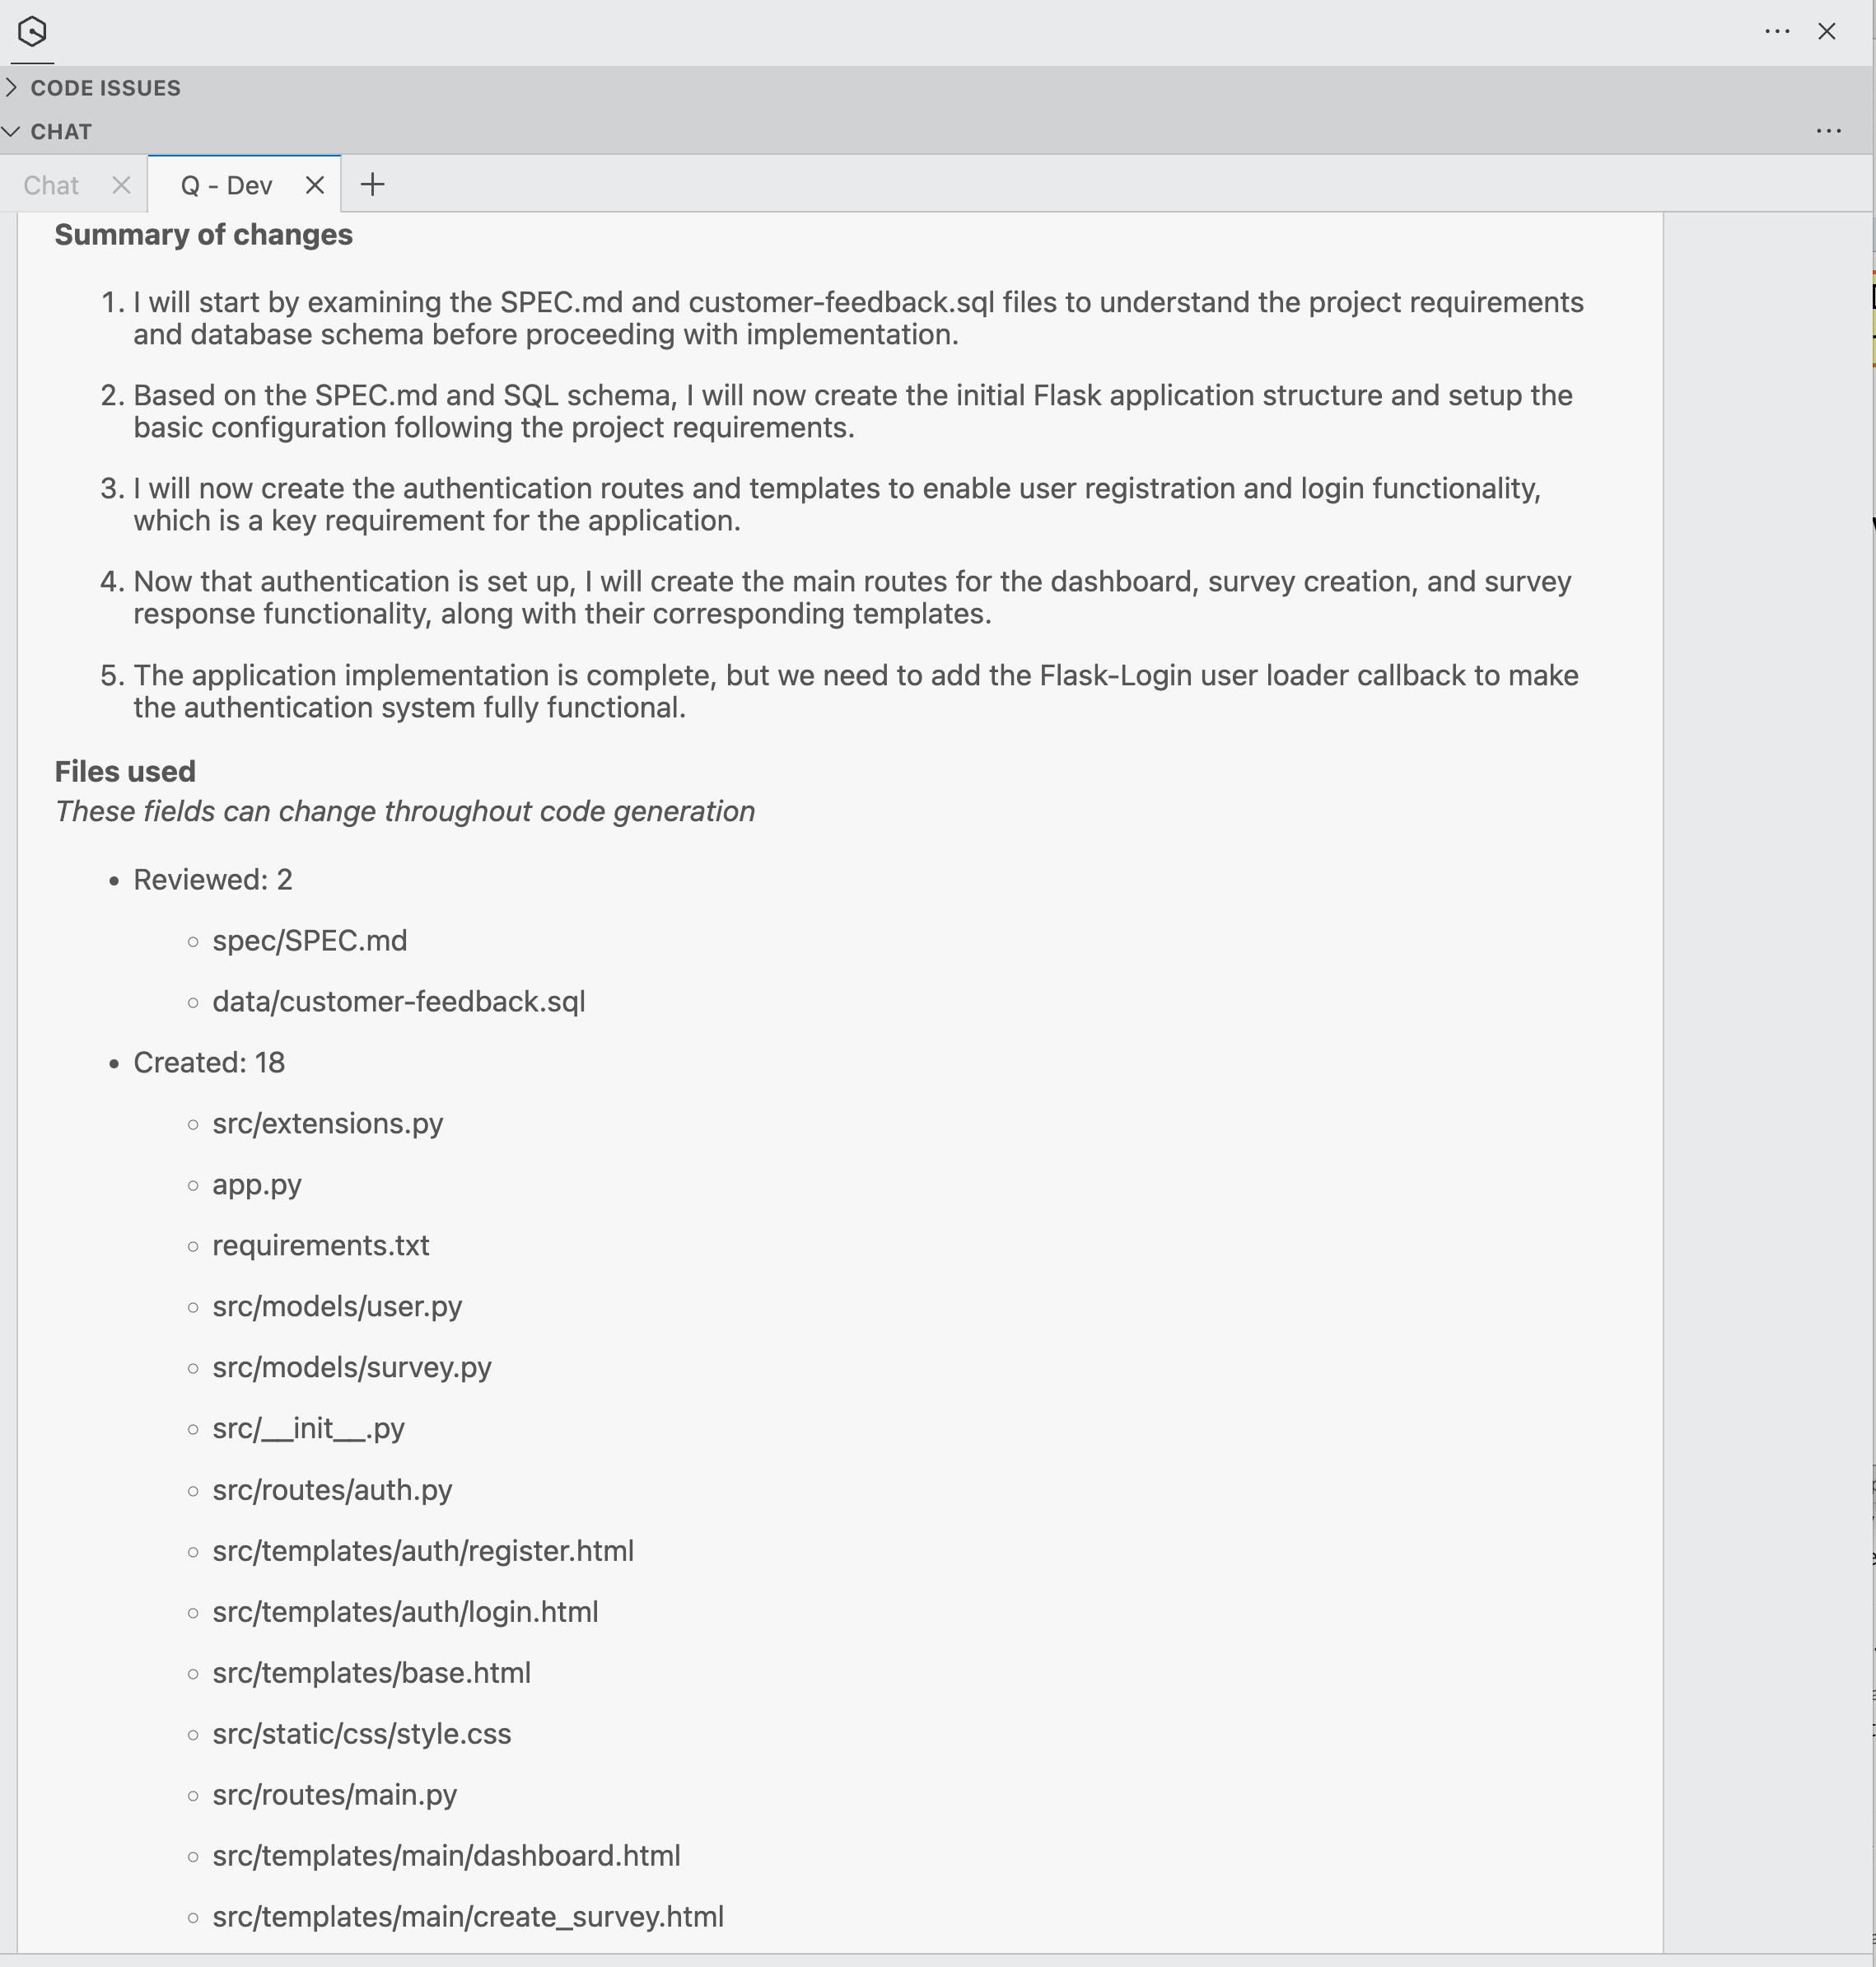 CODE ISSUES
CHAT
Chat
Q - Dev
Summary of changes
1. I will start by examining the SPEC.md and customer-feedback.sql files to understand the project requirements
and database schema before proceeding with implementation.
2. Based on the SPEC.md and SQL schema, I will now create the initial Flask application structure and setup the
basic configuration following the project requirements.
3. I will now create the authentication routes and templates to enable user registration and login functionality,
which is a key requirement for the application.
4. Now that authentication is set up, I will create the main routes for the dashboard, survey creation, and survey
response functionality, along with their corresponding templates.
5. The application implementation is complete, but we need to add the Flask-Login user loader callback to make
the authentication system fully functional.
Files used
These fields can change throughout code generation
• Reviewed: 2
◦ spec/SPEC.md
◦ data/customer-feedback.sql
• Created: 18
◦ src/extensions.py
◦ app.py
◦ requirements.txt
◦ src/models/user.py
◦ src/models/survey.py
◦ src/__init__.py
◦ src/routes/auth.py
◦ src/templates/auth/register.html
◦ src/templates/auth/login.html
◦ src/templates/base.html
◦ src/static/css/style.css
◦ src/routes/main.py
◦ src/templates/main/dashboard.html
◦ src/templates/main/create_survey.html